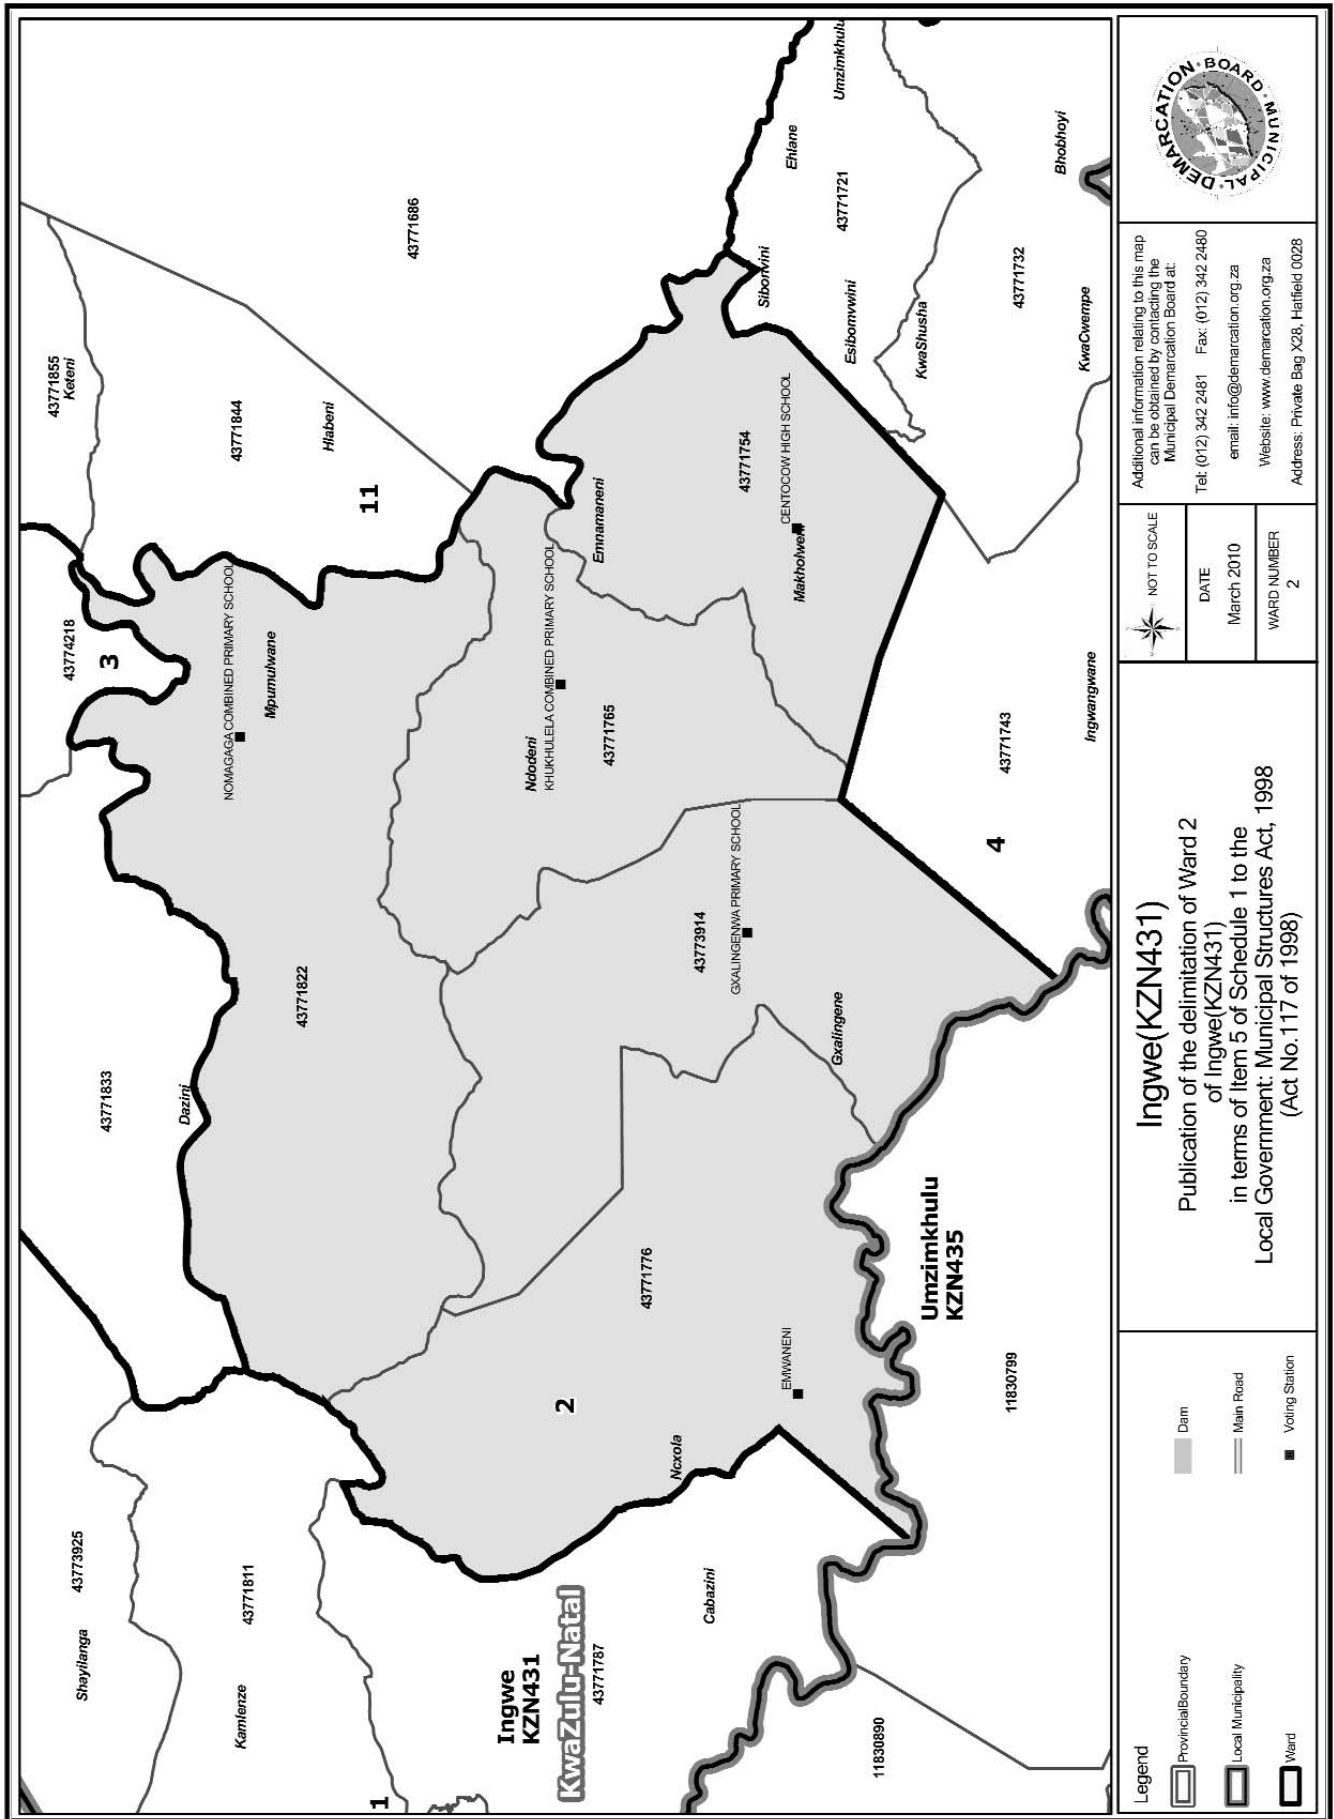 43773925
Shayilanga
43771811
Kamlenze
1
Ingwe
KZN431
KwaZulu-Natal
43771787
Cabazini
11830890
43771833
Dazini
43771822
2
Ncxola
43771776
EMWANENI
Umzimkhulu
KZN435
11830799
43774218
3
NOMAGAGA COMBINED PRIMARY SCHOOL
Mpumulwane
Ndodeni
KHUKHULELA COMBINED PRIMARY SCHOOL
43771765
43773914
GXALINGENWA PRIMARY SCHOOL
Gxalingene
4
43771743
Ingwangwane
43771855
Keteni
43771844
Hlabeni
11
43771686
Emnamaneni
43771754
CENTOCOW HIGH SCHOOL
Sibonvini
Ehlane
Umzimkhulu
43771721
Esibomvwini
KwaShusha
43771732
KwaCwempe
Bhobhoyi
Legend
ProvincialBoundary
Local Municipality
Ward
Dam
Main Road
Voting Station
Ingwe(KZN431)
Publication of the delimitation of Ward 2
of Ingwe(KZN431)
in terms of Item 5 of Schedule 1 to the
Local Government: Municipal Structures Act, 1998
(Act No.117 of 1998)
NOT TO SCALE
DATE
March 2010
WARD NUMBER
2
Additional information relating to this map
can be obtained by contacting the
Municipal Demarcation Board at:
Tel: (012) 342 2481 Fax: (012) 342 2480
email: info@demarcation.org.za
Website: www.demarcation.org.za
Address: Private Bag X28, Hatfield 0028
MUNICIPAL DEMARCATION BOARD